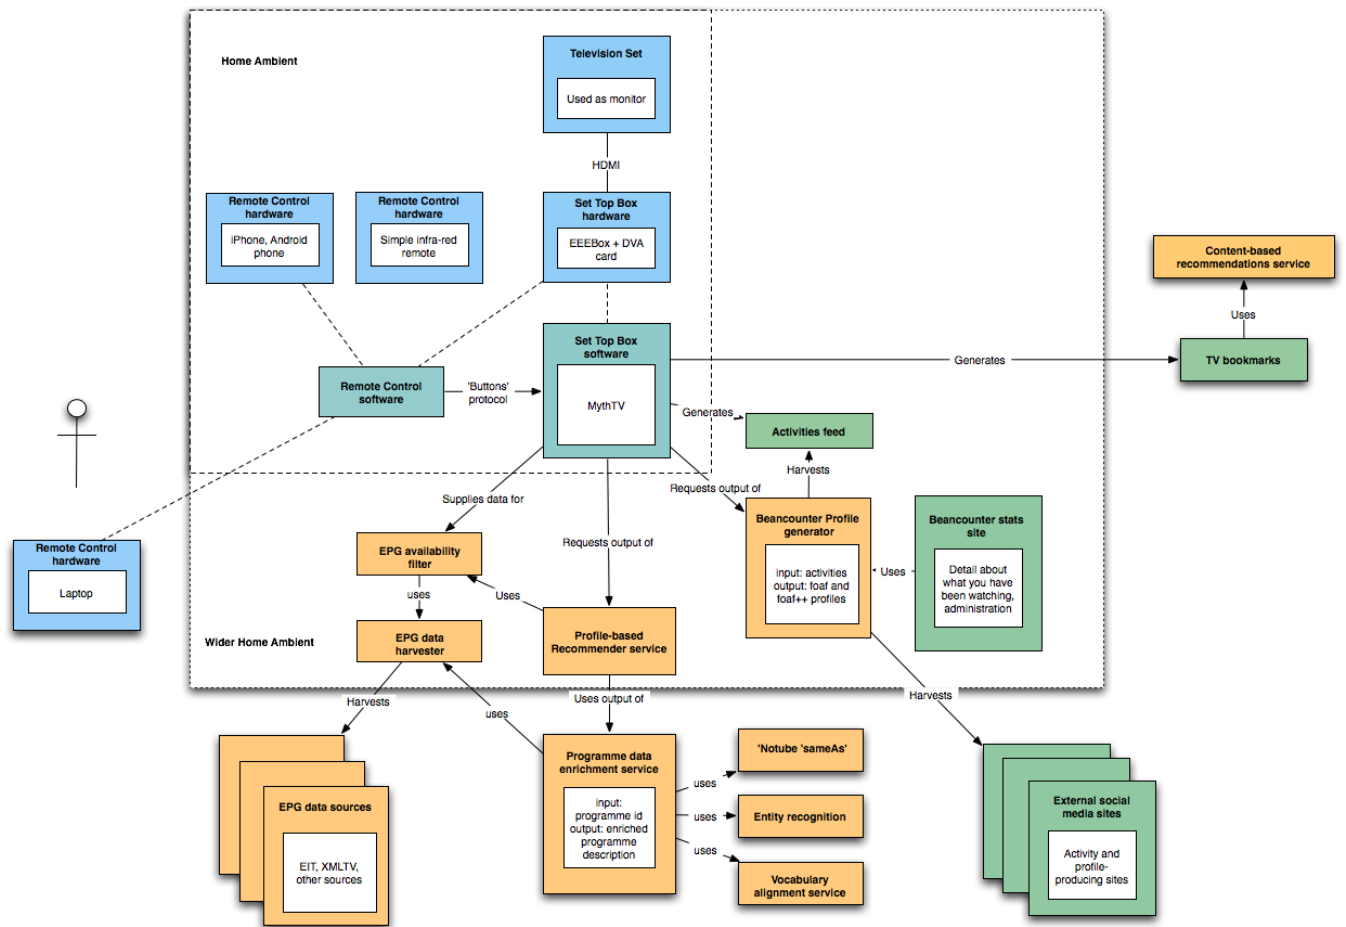 Home Ambient
Television Set
Used as monitor
HDMI
Remote Control
hardware
iPhone, Android
phone
Remote Control
hardware
Simple infra-red
remote
Set Top Box
hardware
EEEBox + DVA
card
Content-based
recommendations service
Uses
TV bookmarks
Generates
Set Top Box
software
MythTV
Remote Control
software
'Buttons'
protocol
Generates
Activities feed
Harvests
Requests output of
Supplies data for
Requests output of
Beancounter Profile
generator
input: activities
output: foaf and
foaf++ profiles
Uses
Beancounter stats
site
Detail about
what you have
been watching,
administration
Remote Control
hardware
Laptop
EPG availability
filter
uses
Uses
EPG data
harvester
Profile-based
Recommender service
Wider Home Ambient
Harvests
uses
Uses output of
Harvests
EPG data sources
EIT, XMLTV,
other sources
Programme data
enrichment service
input:
programme id
output: enriched
programme
description
uses
uses
uses
'Notube 'sameAs'
Entity recognition
Vocabulary
alignment service
External social
media sites
Activity and
profile-
producing sites